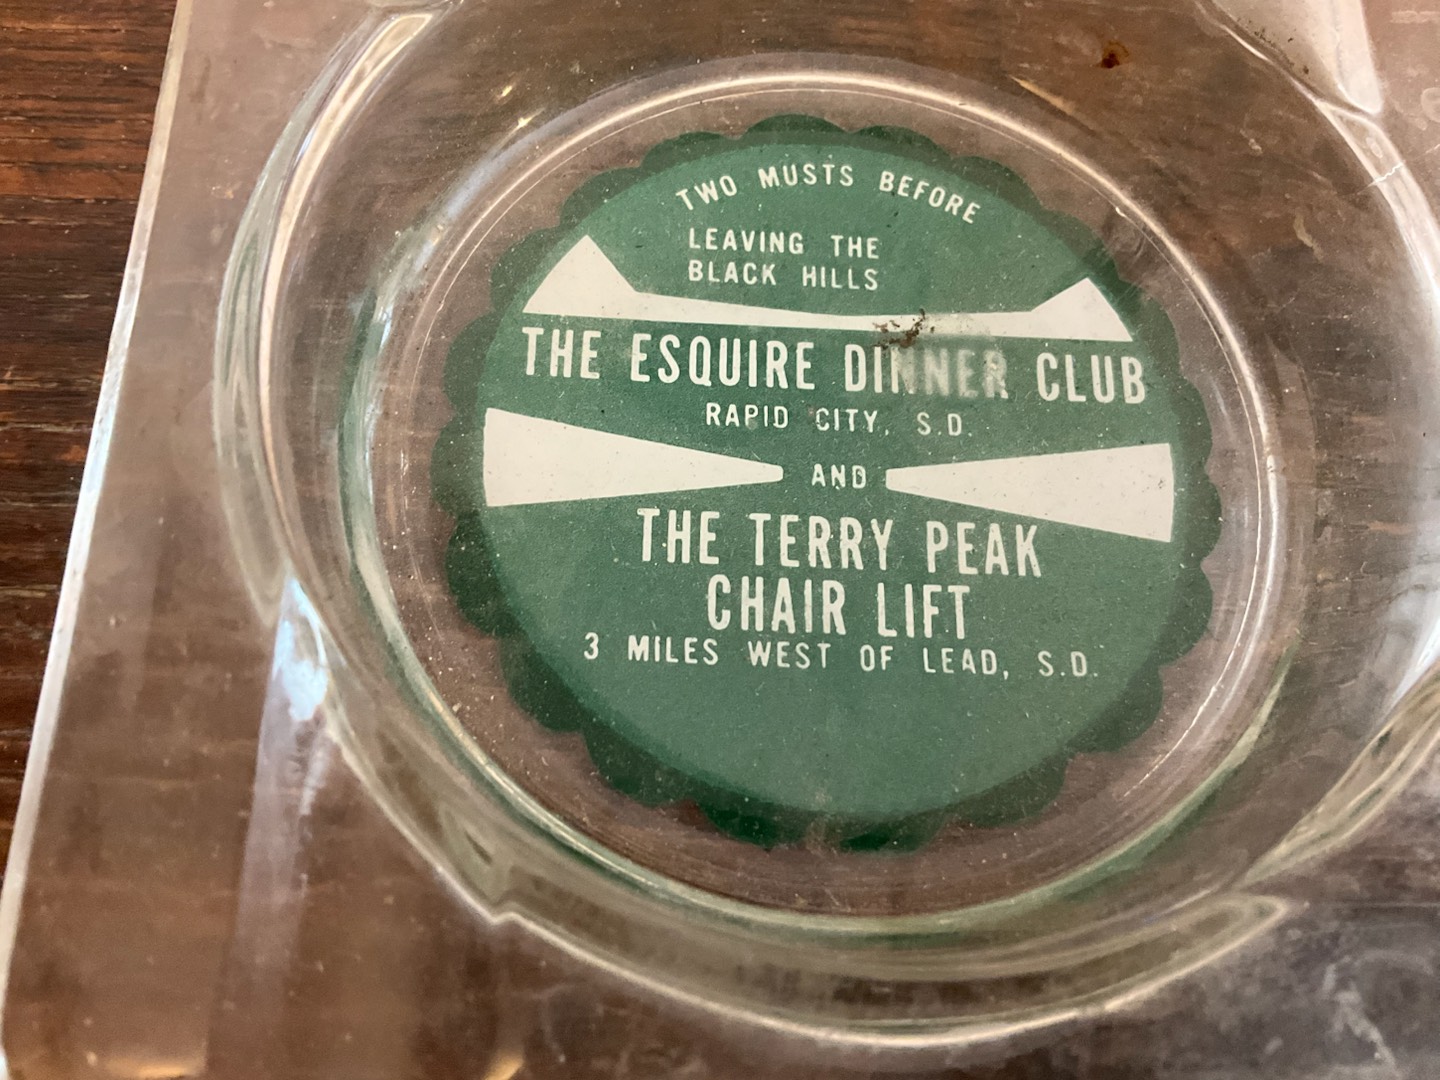 TWO MUSTS BEFORE
LEAVING THE
BLACK HILLS
THE ESQUIRE DINNER CLUB
RAPID CITY, S.D.
AND
THE TERRY PEAK
CHAIR LIFT
3 MILES WEST OF LEAD, S.D.